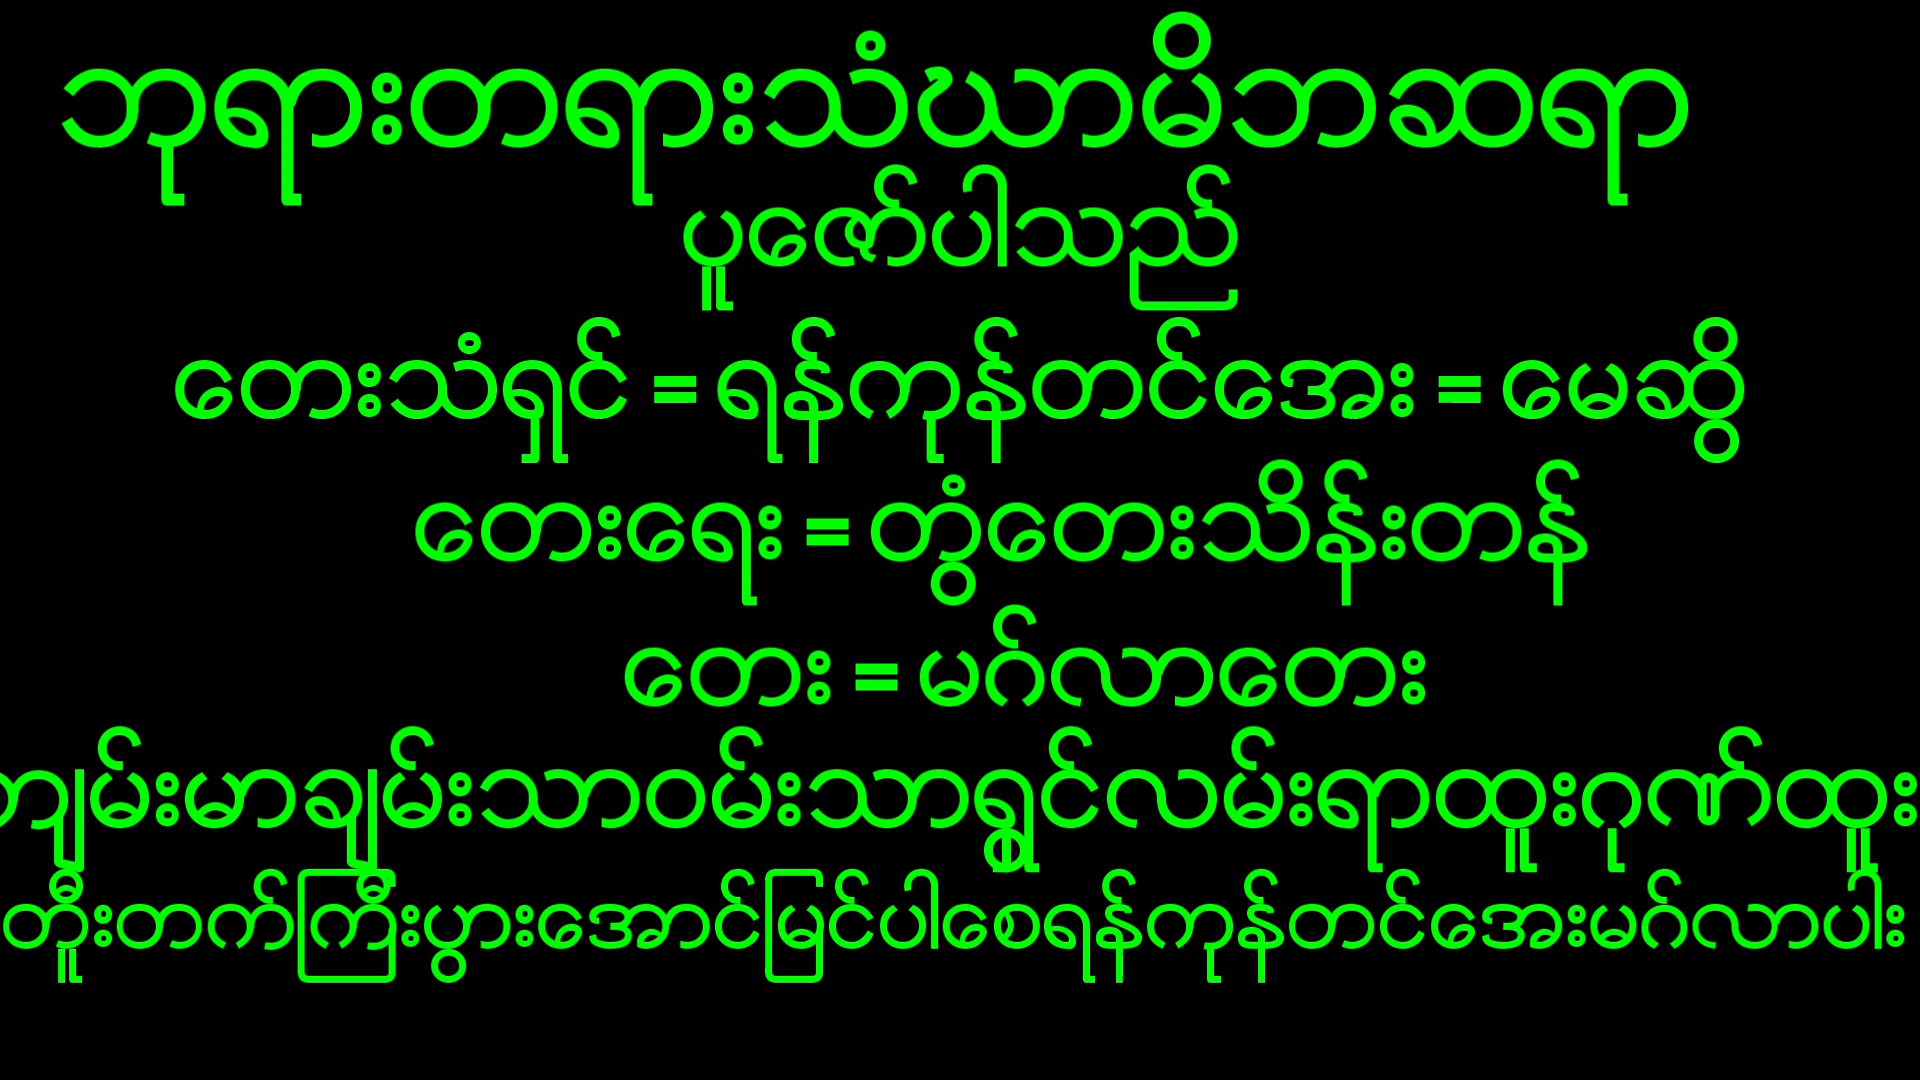 ဘုရားတရားသံဃာမိဘဆရာ
ပူဇော်ပါသည်
တေးသံရှင် = ရန်ကုန်တင်အေး = မေဆွိ
တေးရေး = တွံတေးသိန်းတန်
တေး = မင်္ဂလာတေး
ကျမ်းမာချမ်းသာဝမ်းသာရွှင်လမ်းရာထူးဂုဏ်ထူး
တိုးတက်ကြီးပွားအောင်မြင်ပါစေရန်ကုန်တင်အေးမင်္ဂလာပါး